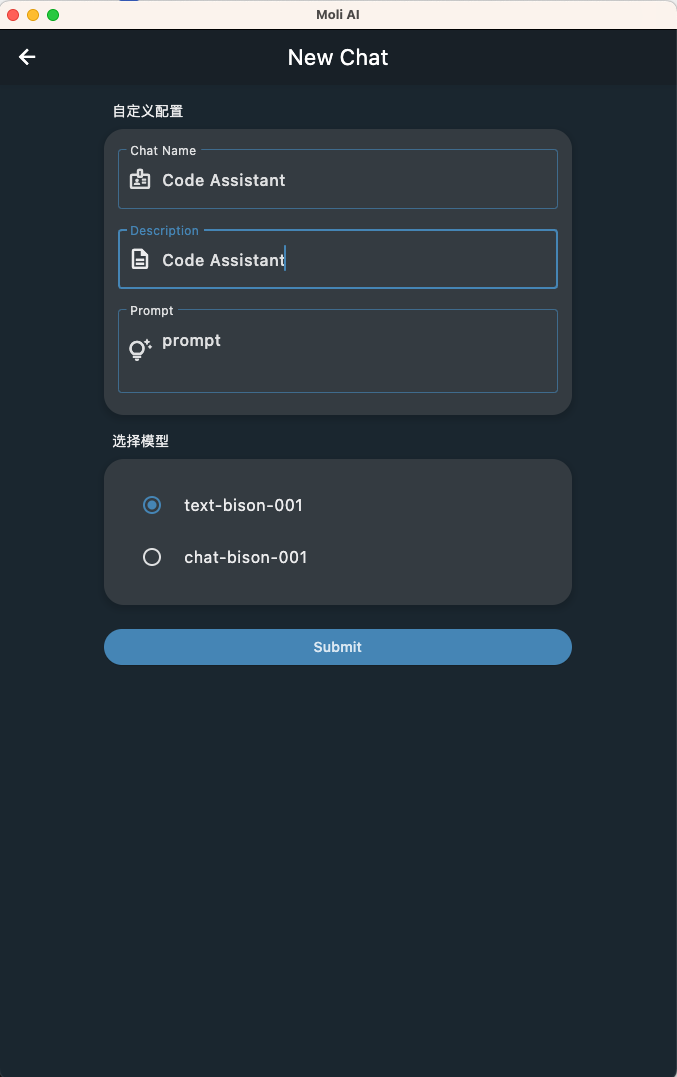 Moli AI
New Chat
自定义配置
Chat Name
Code Assistant
Description
Code Assistant
Prompt
prompt
选择模型
text-bison-001
chat-bison-001
Submit